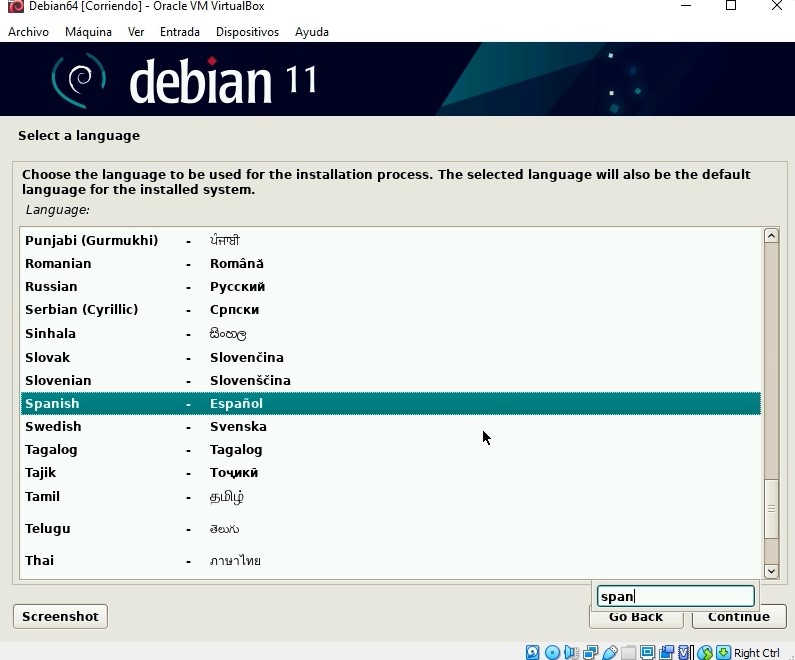 Debian64 [Corriendo] - Oracle VM VirtualBox
Archivo Máquina Ver Entrada Dispositivos Ayuda
debian 11
Select a language
Choose the language to be used for the installation process. The selected language will also be the default
language for the installed system.
Language:
Punjabi (Gurmukhi) - ਪੰਜਾਬੀ
Romanian - Română
Russian - Русский
Serbian (Cyrillic) - Српски
Sinhala - සිංහල
Slovak - Slovenčina
Slovenian - Slovenščina
Spanish - Español
Swedish - Svenska
Tagalog - Tagalog
Tajik - Тоҷикӣ
Tamil - தமிழ்
Telugu - తెలుగు
Thai - ภาษาไทย
span
Screenshot Go Back Continue
Right Ctrl